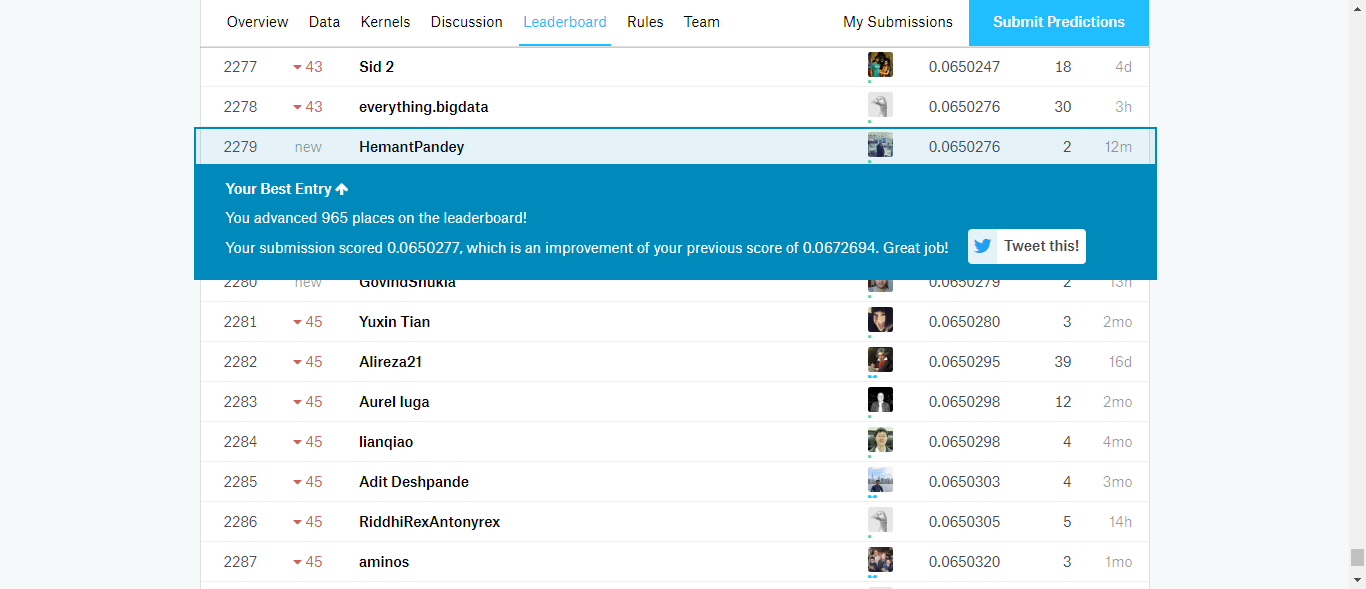 Overview Data Kernels Discussion Leaderboard Rules Team My Submissions Submit Predictions
2277 43 Sid 2 0.0650247 18 4d
2278 43 everything.bigdata 0.0650276 30 3h
2279 new HemantPandey 0.0650276 2 12m
Your Best Entry
You advanced 965 places on the leaderboard!
Your submission scored 0.0650277, which is an improvement of your previous score of 0.0672694. Great job! Tweet this!
2280 new GovindShukla 0.0650279 2 13h
2281 45 Yuxin Tian 0.0650280 3 2mo
2282 45 Alireza21 0.0650295 39 16d
2283 45 Aurel Iuga 0.0650298 12 2mo
2284 45 lianqiao 0.0650298 4 4mo
2285 45 Adit Deshpande 0.0650303 4 3mo
2286 45 RiddhiRexAntonyrex 0.0650305 5 14h
2287 45 aminos 0.0650320 3 1mo